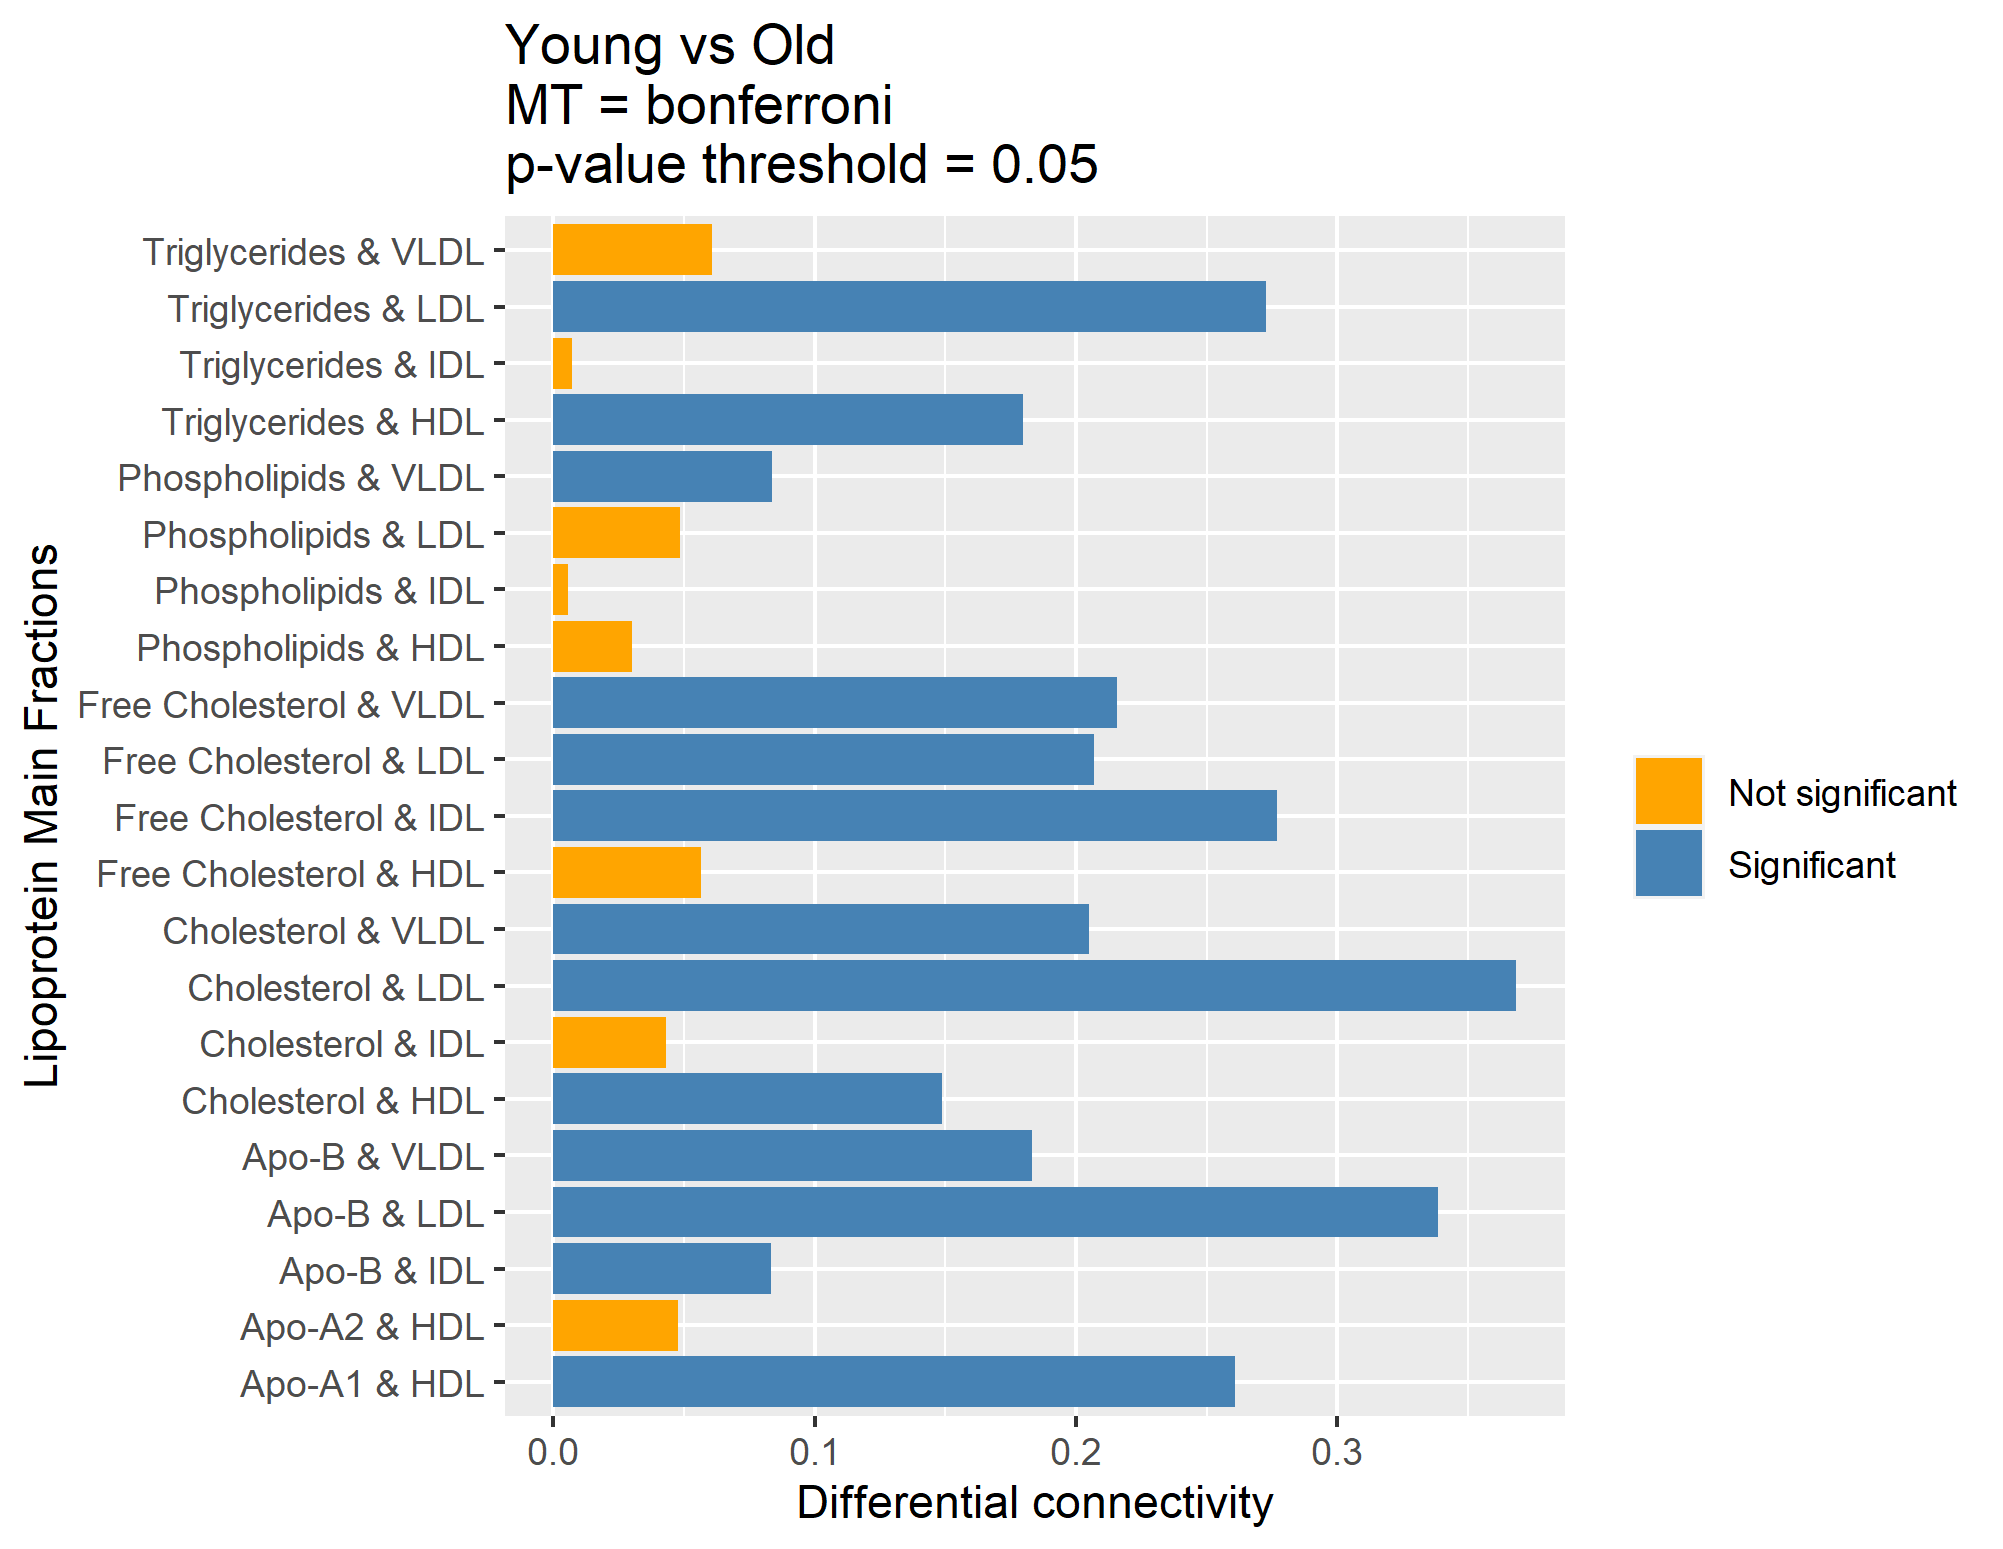 Young vs Old
MT = bonferroni
p-value threshold = 0.05
Lipoprotein Main Fractions
Triglycerides & VLDL
Triglycerides & LDL
Triglycerides & IDL
Triglycerides & HDL
Phospholipids & VLDL
Phospholipids & LDL
Phospholipids & IDL
Phospholipids & HDL
Free Cholesterol & VLDL
Free Cholesterol & LDL
Free Cholesterol & IDL
Free Cholesterol & HDL
Cholesterol & VLDL
Cholesterol & LDL
Cholesterol & IDL
Cholesterol & HDL
Apo-B & VLDL
Apo-B & LDL
Apo-B & IDL
Apo-A2 & HDL
Apo-A1 & HDL
0.0 0.1 0.2 0.3
Differential connectivity
Not significant
Significant